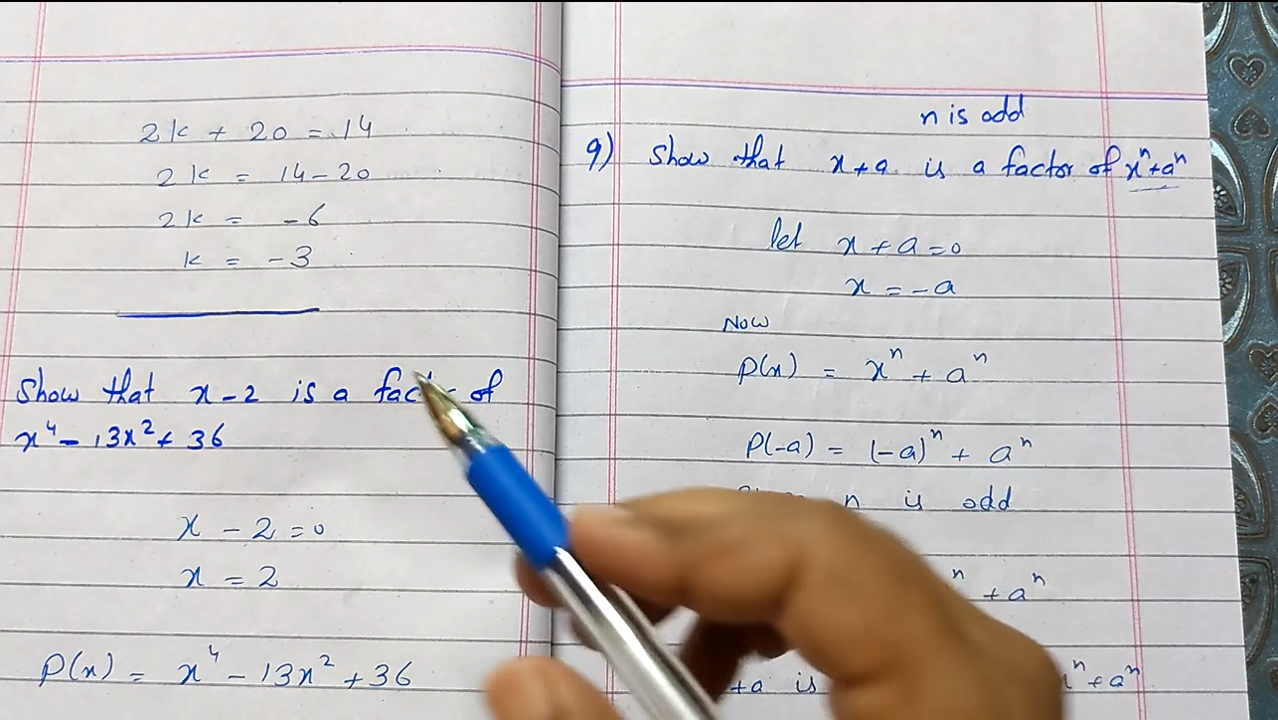 2k + 20 = 14
2k = 14 - 20
2k = -6
k = -3
Show that x - 2 is a of
x⁴ - 13x² + 36
x - 2 = 0
x = 2
P(x) = x⁴ - 13x² + 36
n is odd
9) Show that x + a is a factor of xⁿ + aⁿ
let x + a = 0
x = -a
Now
P(x) = xⁿ + aⁿ
P(-a) = (-a)ⁿ + aⁿ
n is odd
ⁿ + aⁿ
+a is ⁿ + aⁿ